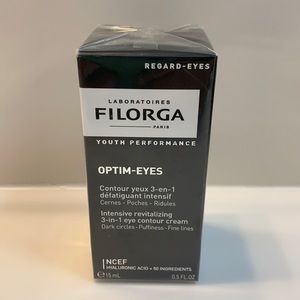 REGARD-EYES
LABORATOIRES
FILORGA
PARIS
YOUTH PERFORMANCE
OPTIM-EYES
Contour yeux 3-en-1
défatiguant intensif
Cernes - Poches - Ridules
Intensive revitalizing
3-in-1 eye contour cream
Dark circles - Puffiness - Fine lines
NCEF
HYALURONIC ACID + 50 INGREDIENTS
℮ 15 mL 0.5 FL.OZ